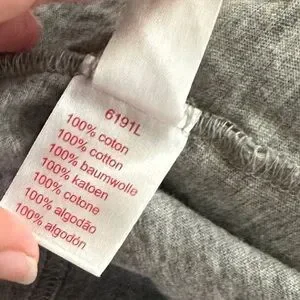 6191L
100% coton
100% cotton
100% baumwolle
100% katoen
100% cotone
100% algodão
100% algodón